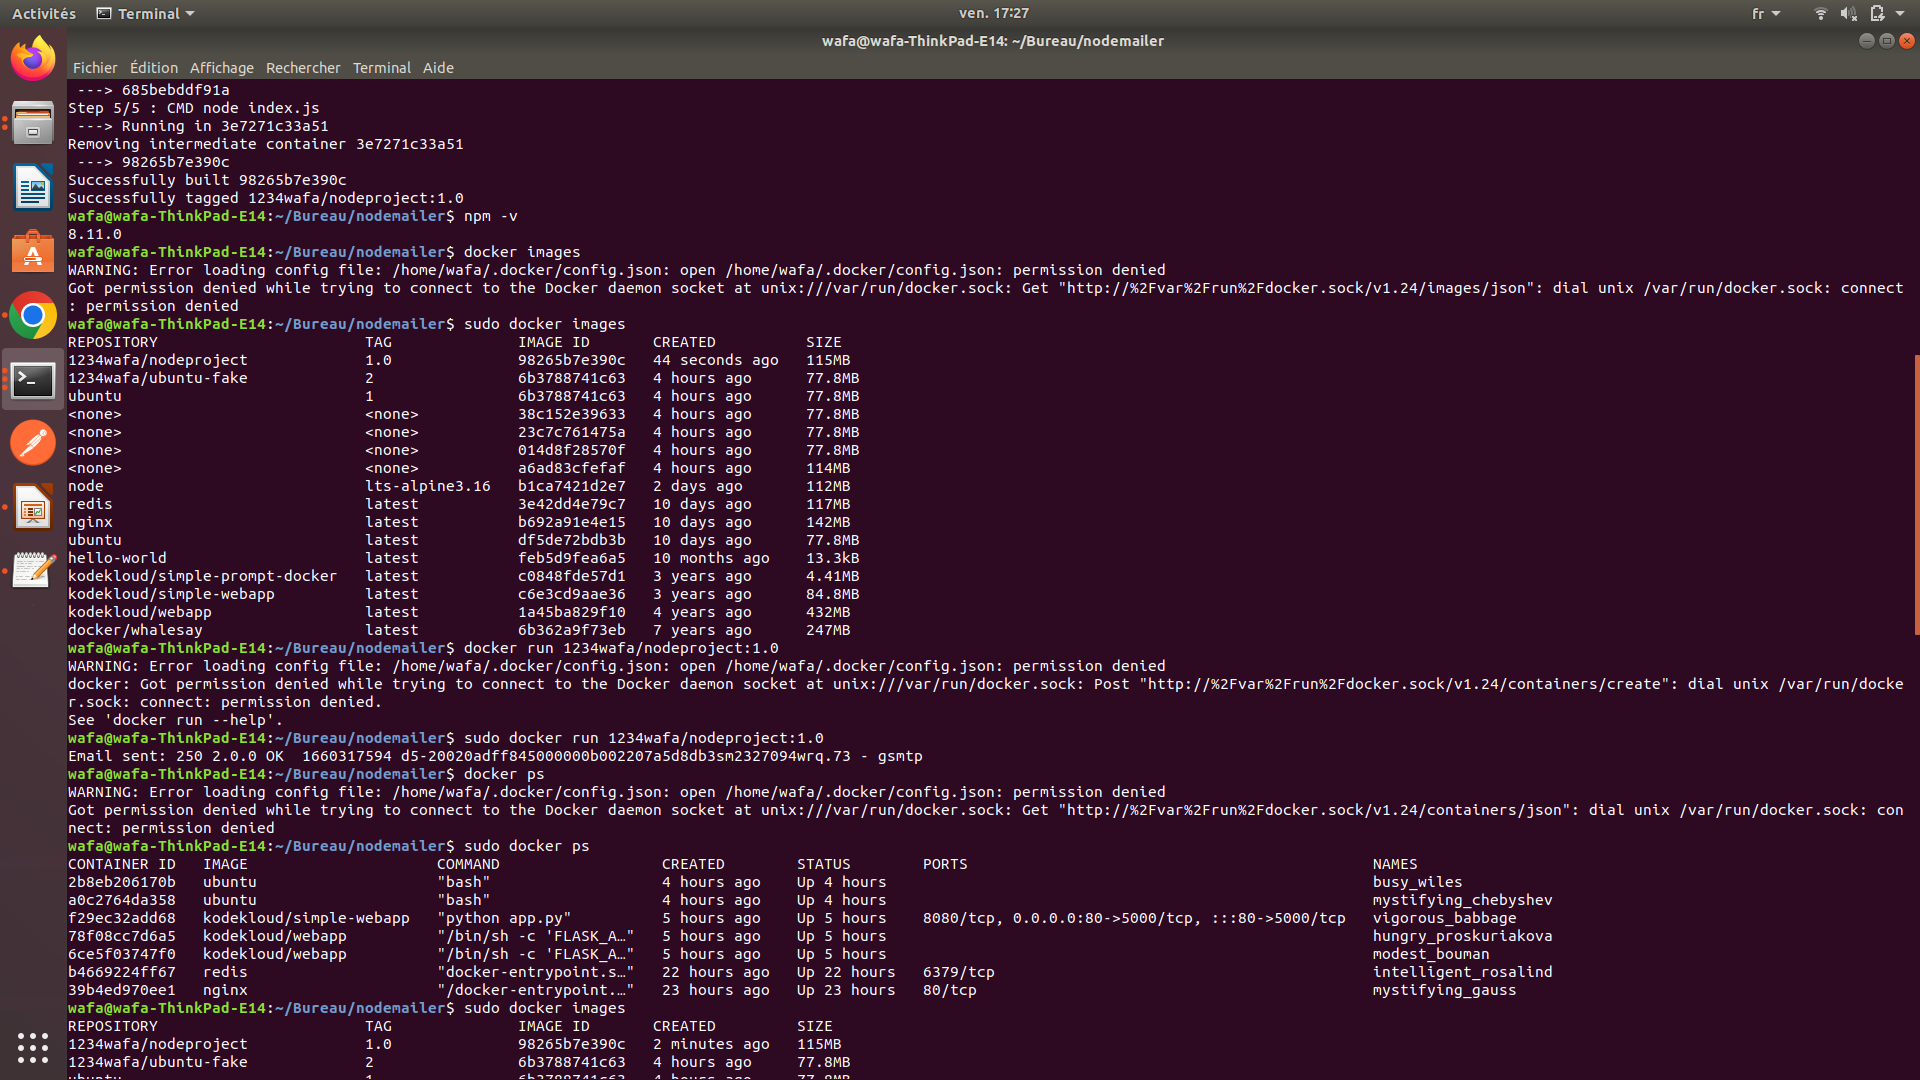 Activités
Terminal
ven. 17:27
fr
wafa@wafa-ThinkPad-E14: ~/Bureau/nodemailer
Fichier Édition Affichage Rechercher Terminal Aide
 ---> 685bebddf91a
Step 5/5 : CMD node index.js
 ---> Running in 3e7271c33a51
Removing intermediate container 3e7271c33a51
 ---> 98265b7e390c
Successfully built 98265b7e390c
Successfully tagged 1234wafa/nodeproject:1.0
wafa@wafa-ThinkPad-E14:~/Bureau/nodemailer$ npm -v
8.11.0
wafa@wafa-ThinkPad-E14:~/Bureau/nodemailer$ docker images
WARNING: Error loading config file: /home/wafa/.docker/config.json: open /home/wafa/.docker/config.json: permission denied
Got permission denied while trying to connect to the Docker daemon socket at unix:///var/run/docker.sock: Get "http://%2Fvar%2Frun%2Fdocker.sock/v1.24/images/json": dial unix /var/run/docker.sock: connect
: permission denied
wafa@wafa-ThinkPad-E14:~/Bureau/nodemailer$ sudo docker images
REPOSITORY                       TAG              IMAGE ID       CREATED          SIZE
1234wafa/nodeproject             1.0              98265b7e390c   44 seconds ago   115MB
1234wafa/ubuntu-fake             2                6b3788741c63   4 hours ago      77.8MB
ubuntu                           1                6b3788741c63   4 hours ago      77.8MB
<none>                           <none>           38c152e39633   4 hours ago      77.8MB
<none>                           <none>           23c7c761475a   4 hours ago      77.8MB
<none>                           <none>           014d8f28570f   4 hours ago      77.8MB
<none>                           <none>           a6ad83cfefaf   4 hours ago      114MB
node                             lts-alpine3.16   b1ca7421d2e7   2 days ago       112MB
redis                            latest           3e42dd4e79c7   10 days ago      117MB
nginx                            latest           b692a91e4e15   10 days ago      142MB
ubuntu                           latest           df5de72bdb3b   10 days ago      77.8MB
hello-world                      latest           feb5d9fea6a5   10 months ago    13.3kB
kodekloud/simple-prompt-docker   latest           c0848fde57d1   3 years ago      4.41MB
kodekloud/simple-webapp          latest           c6e3cd9aae36   3 years ago      84.8MB
kodekloud/webapp                 latest           1a45ba829f10   4 years ago      432MB
docker/whalesay                  latest           6b362a9f73eb   7 years ago      247MB
wafa@wafa-ThinkPad-E14:~/Bureau/nodemailer$ docker run 1234wafa/nodeproject:1.0
WARNING: Error loading config file: /home/wafa/.docker/config.json: open /home/wafa/.docker/config.json: permission denied
docker: Got permission denied while trying to connect to the Docker daemon socket at unix:///var/run/docker.sock: Post "http://%2Fvar%2Frun%2Fdocker.sock/v1.24/containers/create": dial unix /var/run/docke
r.sock: connect: permission denied.
See 'docker run --help'.
wafa@wafa-ThinkPad-E14:~/Bureau/nodemailer$ sudo docker run 1234wafa/nodeproject:1.0
Email sent: 250 2.0.0 OK  1660317594 d5-20020adff845000000b002207a5d8db3sm2327094wrq.73 - gsmtp
wafa@wafa-ThinkPad-E14:~/Bureau/nodemailer$ docker ps
WARNING: Error loading config file: /home/wafa/.docker/config.json: open /home/wafa/.docker/config.json: permission denied
Got permission denied while trying to connect to the Docker daemon socket at unix:///var/run/docker.sock: Get "http://%2Fvar%2Frun%2Fdocker.sock/v1.24/containers/json": dial unix /var/run/docker.sock: con
nect: permission denied
wafa@wafa-ThinkPad-E14:~/Bureau/nodemailer$ sudo docker ps
CONTAINER ID   IMAGE                     COMMAND                  CREATED        STATUS        PORTS                                             NAMES
2b8eb206170b   ubuntu                    "bash"                   4 hours ago    Up 4 hours                                                      busy_wiles
a0c2764da358   ubuntu                    "bash"                   4 hours ago    Up 4 hours                                                      mystifying_chebyshev
f29ec32add68   kodekloud/simple-webapp   "python app.py"          5 hours ago    Up 5 hours    8080/tcp, 0.0.0.0:80->5000/tcp, :::80->5000/tcp   vigorous_babbage
78f08cc7d6a5   kodekloud/webapp          "/bin/sh -c 'FLASK_A…"   5 hours ago    Up 5 hours                                                      hungry_proskuriakova
6ce5f03747f0   kodekloud/webapp          "/bin/sh -c 'FLASK_A…"   5 hours ago    Up 5 hours                                                      modest_bouman
b4669224ff67   redis                     "docker-entrypoint.s…"   22 hours ago   Up 22 hours   6379/tcp                                          intelligent_rosalind
39b4ed970ee1   nginx                     "/docker-entrypoint.…"   23 hours ago   Up 23 hours   80/tcp                                            mystifying_gauss
wafa@wafa-ThinkPad-E14:~/Bureau/nodemailer$ sudo docker images
REPOSITORY                       TAG              IMAGE ID       CREATED         SIZE
1234wafa/nodeproject             1.0              98265b7e390c   2 minutes ago   115MB
1234wafa/ubuntu-fake             2                6b3788741c63   4 hours ago     77.8MB
ubuntu                           1                6b3788741c63   4 hours ago     77.8MB